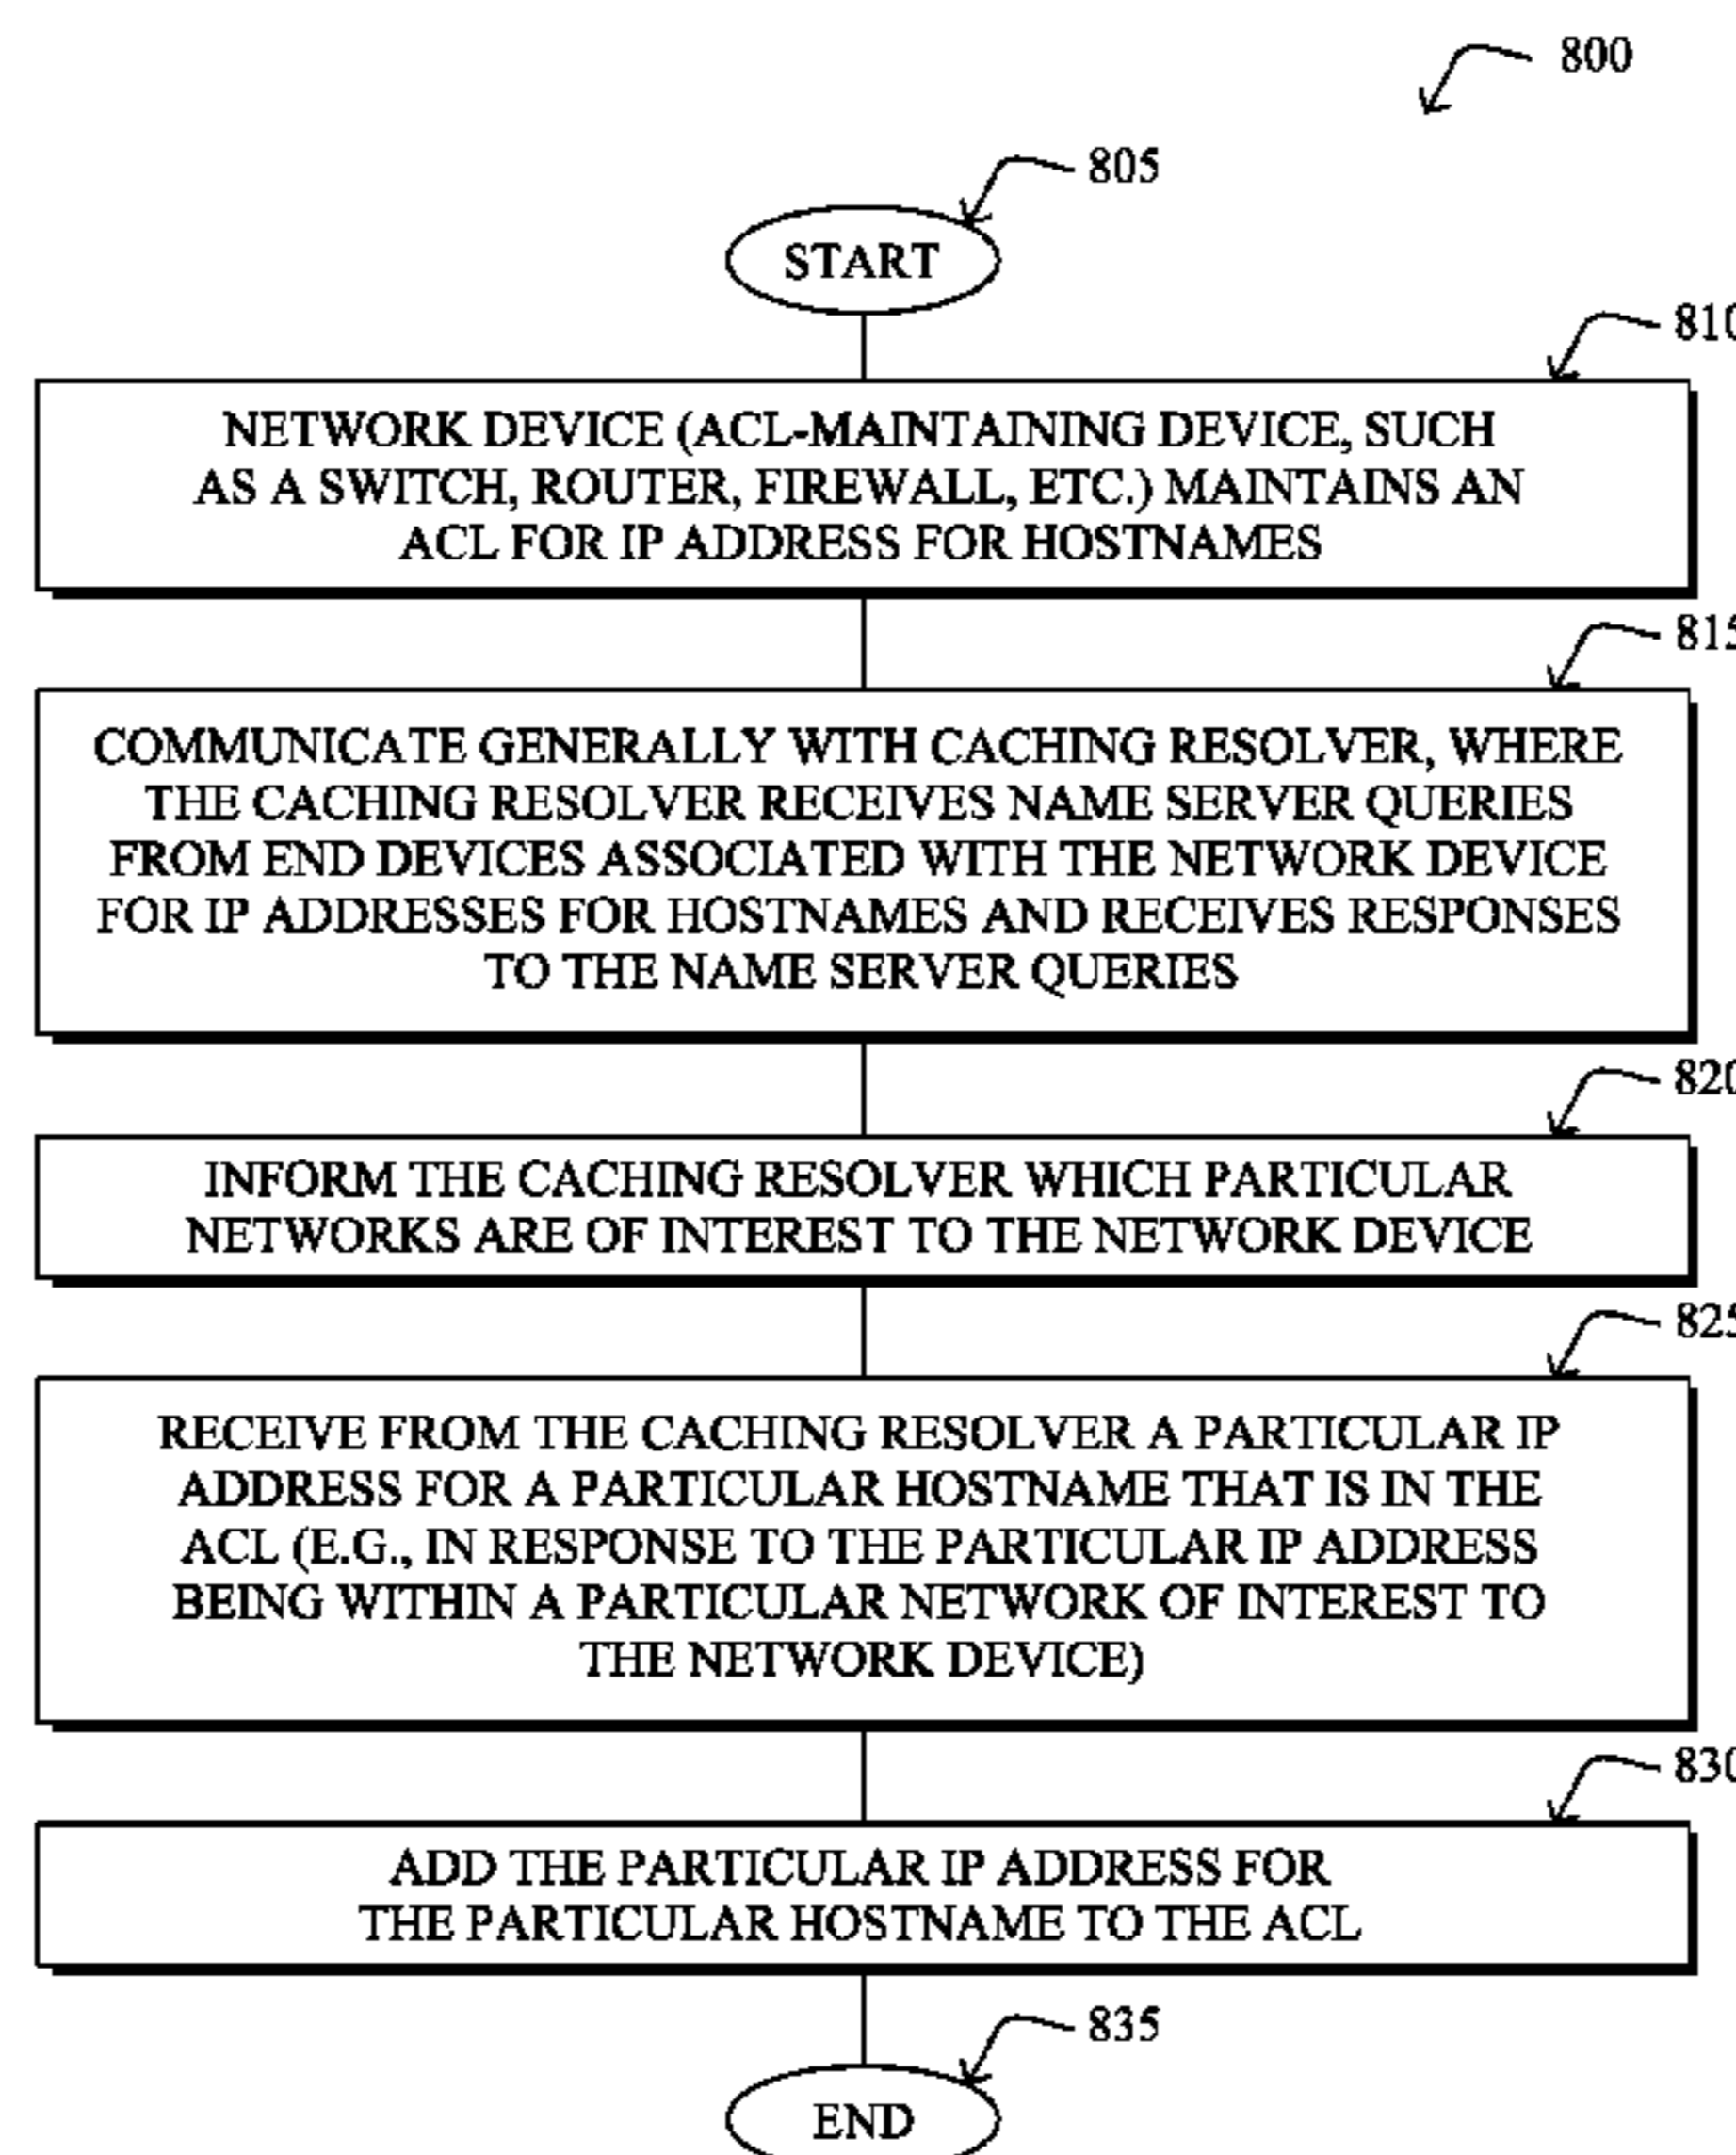 800
805
START
810
NETWORK DEVICE (ACL-MAINTAINING DEVICE, SUCH
AS A SWITCH, ROUTER, FIREWALL, ETC.) MAINTAINS AN
ACL FOR IP ADDRESS FOR HOSTNAMES
815
COMMUNICATE GENERALLY WITH CACHING RESOLVER, WHERE
THE CACHING RESOLVER RECEIVES NAME SERVER QUERIES
FROM END DEVICES ASSOCIATED WITH THE NETWORK DEVICE
FOR IP ADDRESSES FOR HOSTNAMES AND RECEIVES RESPONSES
TO THE NAME SERVER QUERIES
820
INFORM THE CACHING RESOLVER WHICH PARTICULAR
NETWORKS ARE OF INTEREST TO THE NETWORK DEVICE
825
RECEIVE FROM THE CACHING RESOLVER A PARTICULAR IP
ADDRESS FOR A PARTICULAR HOSTNAME THAT IS IN THE
ACL (E.G., IN RESPONSE TO THE PARTICULAR IP ADDRESS
BEING WITHIN A PARTICULAR NETWORK OF INTEREST TO
THE NETWORK DEVICE)
830
ADD THE PARTICULAR IP ADDRESS FOR
THE PARTICULAR HOSTNAME TO THE ACL
835
END